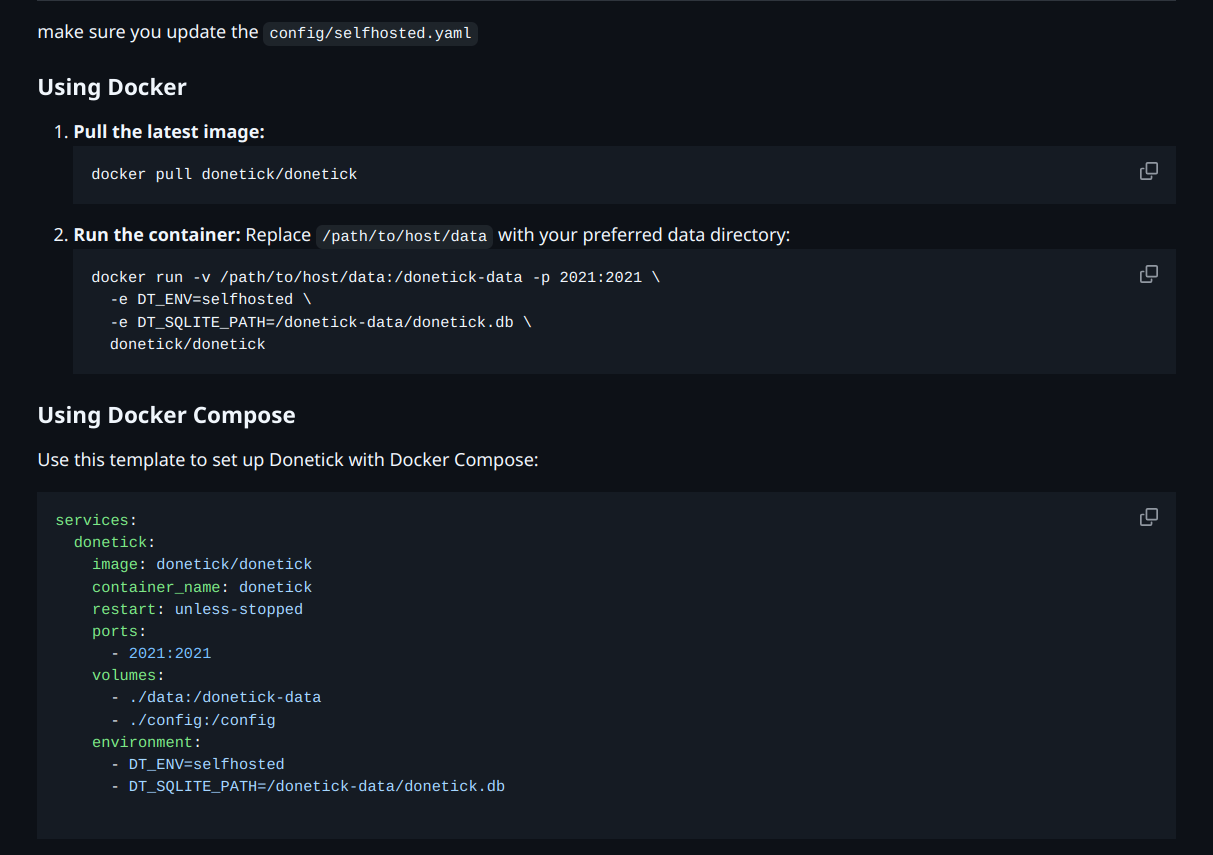 make sure you update the config/selfhosted.yaml
Using Docker
1. Pull the latest image:
docker pull donetick/donetick
2. Run the container: Replace /path/to/host/data with your preferred data directory:
docker run -v /path/to/host/data:/donetick-data -p 2021:2021 \
  -e DT_ENV=selfhosted \
  -e DT_SQLITE_PATH=/donetick-data/donetick.db \
  donetick/donetick
Using Docker Compose
Use this template to set up Donetick with Docker Compose:
services:
  donetick:
    image: donetick/donetick
    container_name: donetick
    restart: unless-stopped
    ports:
      - 2021:2021
    volumes:
      - ./data:/donetick-data
      - ./config:/config
    environment:
      - DT_ENV=selfhosted
      - DT_SQLITE_PATH=/donetick-data/donetick.db